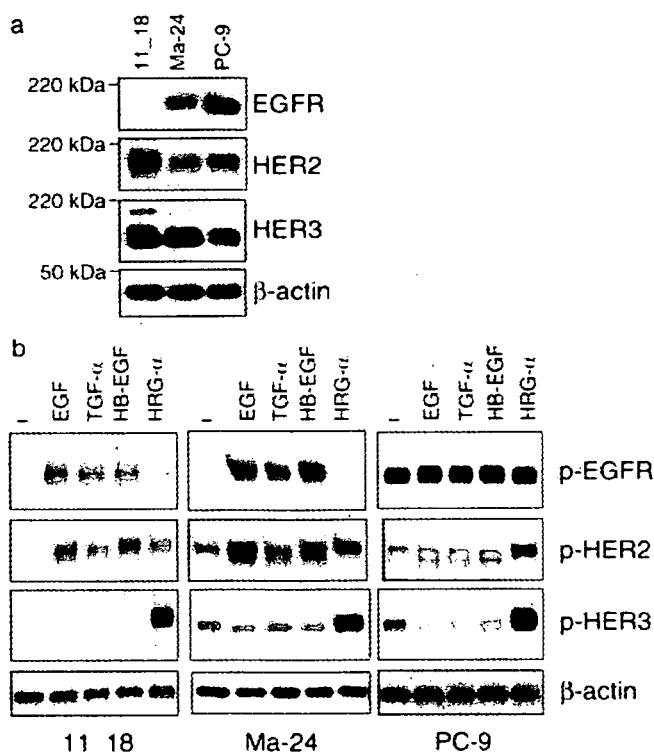 a
11_18 Ma-24 PC-9
220 kDa EGFR
220 kDa HER2
220 kDa HER3
50 kDa β-actin
b
– EGF TGF-α HB-EGF HRG-α – EGF TGF-α HB-EGF HRG-α – EGF TGF-α HB-EGF HRG-α
p-EGFR
p-HER2
p-HER3
β-actin
11_18 Ma-24 PC-9